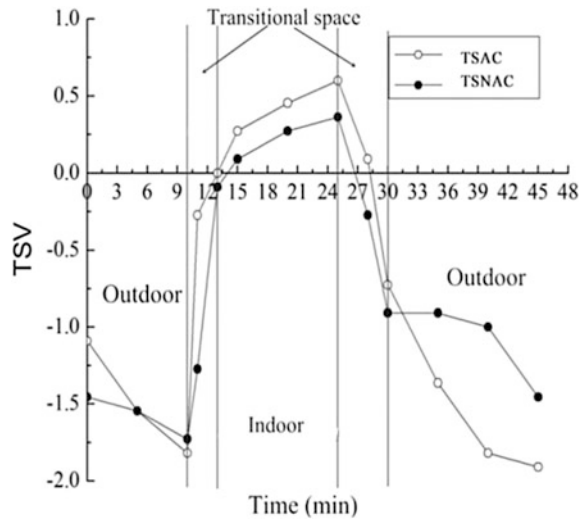 Transitional space
TSAC
TSNAC
1.0
0.5
0.0
-0.5
-1.0
-1.5
-2.0
TSV
0 3 6 9 12 15 18 21 24 27 30 33 36 39 42 45 48
Outdoor
Outdoor
Indoor
Time (min)